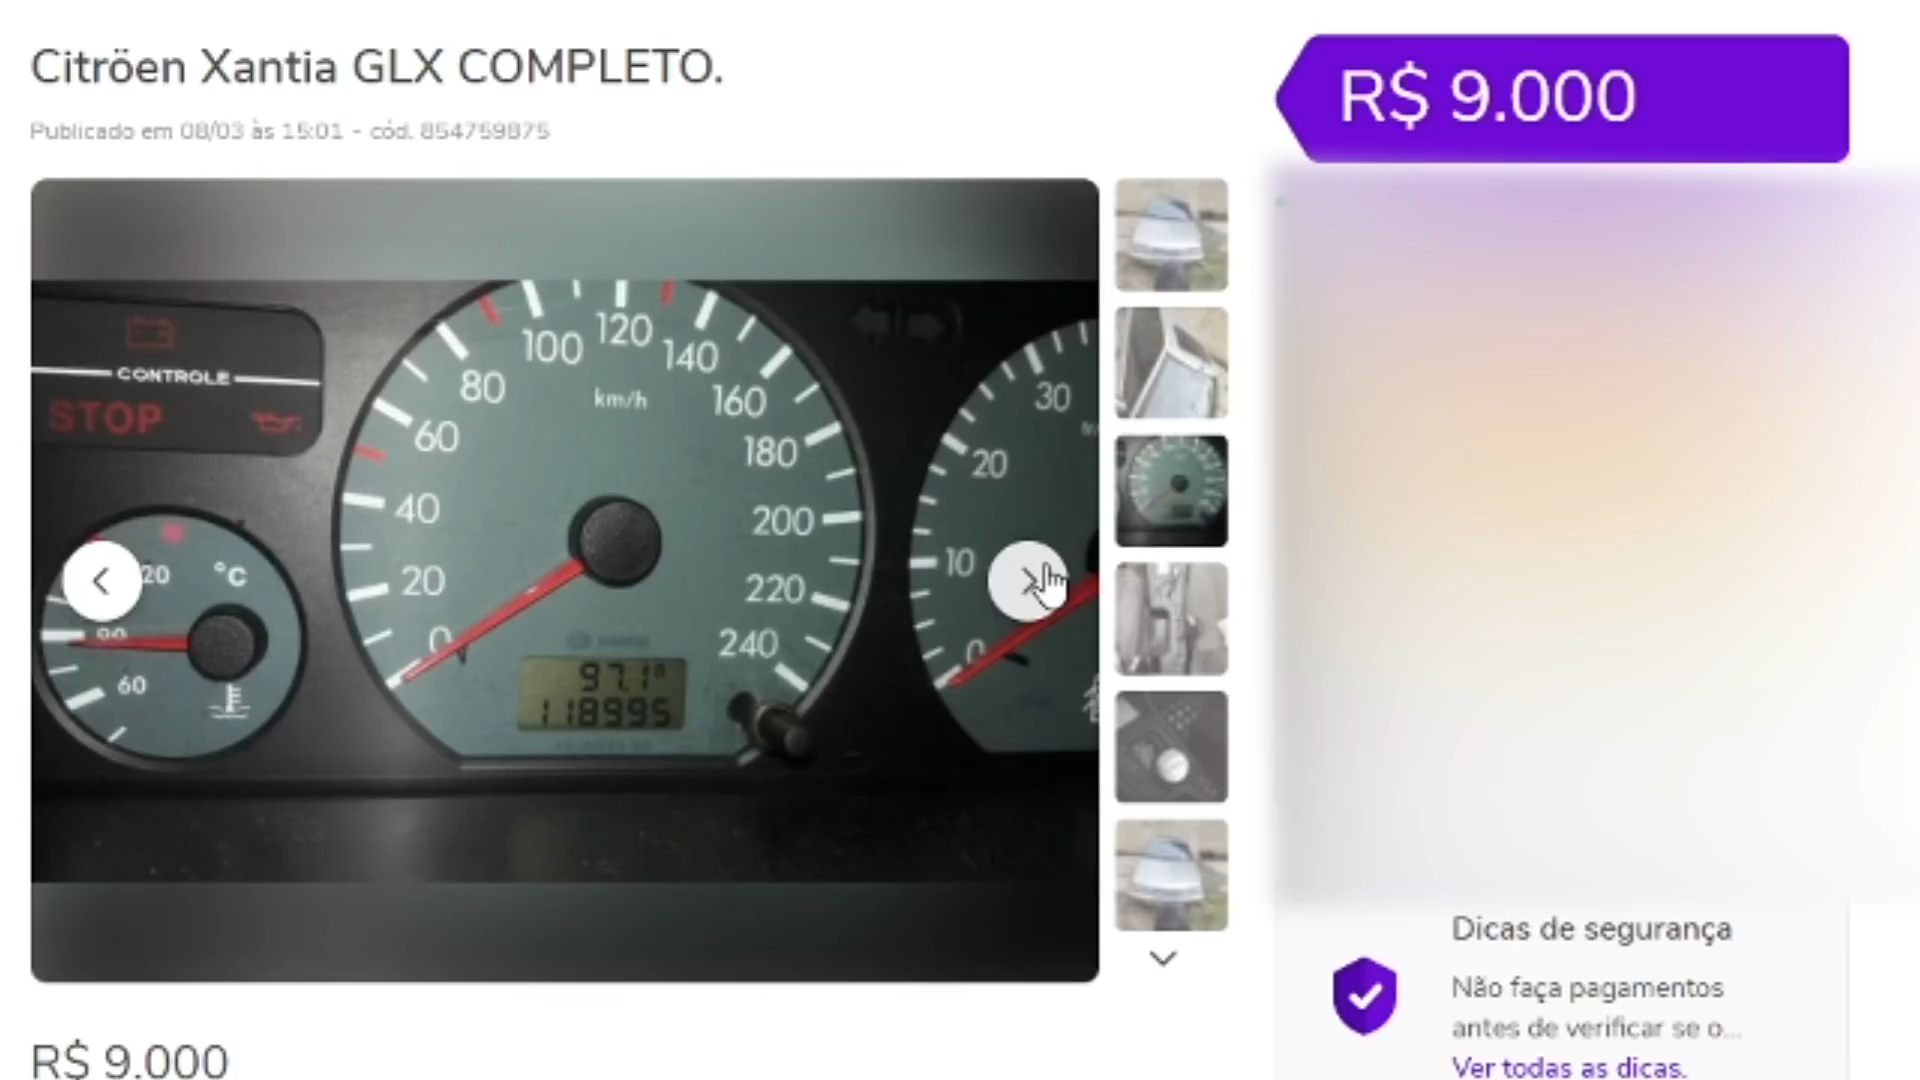 Citröen Xantia GLX COMPLETO.
Publicado em 08/03 às 15:01 - cód. 854759875
R$ 9.000
CONTROLE
STOP
20 °C
90
60
0 20 40 60 80 100 120 140 160 180 200 220 240
km/h
97.1
118995
0 10 20 30
R$ 9.000
Dicas de segurança
Não faça pagamentos
antes de verificar se o...
Ver todas as dicas.